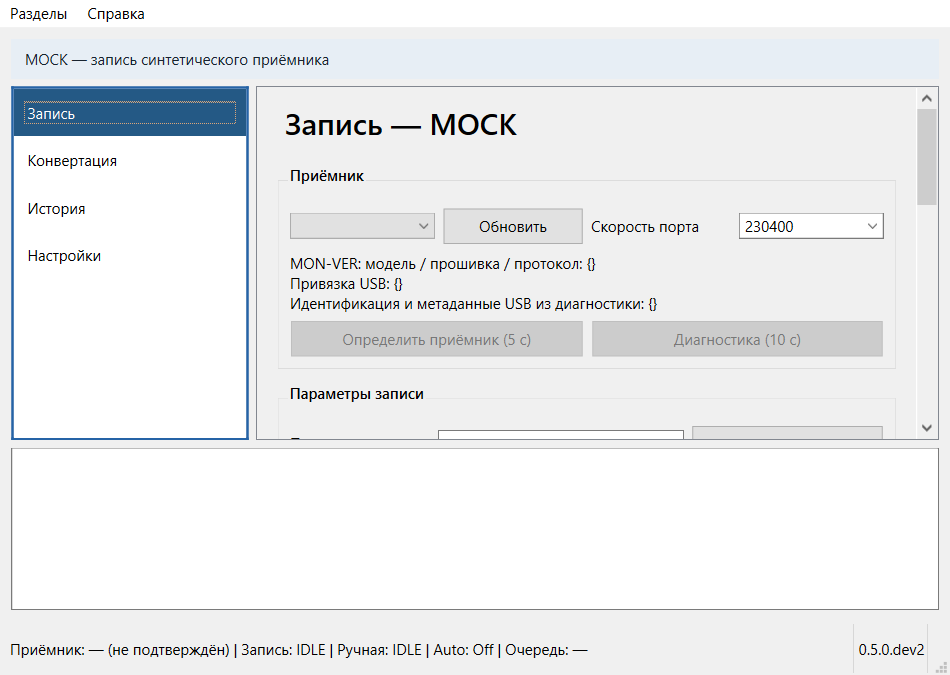 Разделы Справка
МОСК — запись синтетического приёмника
Запись
Конвертация
История
Настройки
Запись — МОСК
Приёмник
Обновить Скорость порта 230400
MON-VER: модель / прошивка / протокол: {}
Привязка USB: {}
Идентификация и метаданные USB из диагностики: {}
Определить приёмник (5 с) Диагностика (10 с)
Параметры записи
Приёмник: — (не подтверждён) | Запись: IDLE | Ручная: IDLE | Auto: Off | Очередь: —
0.5.0.dev2